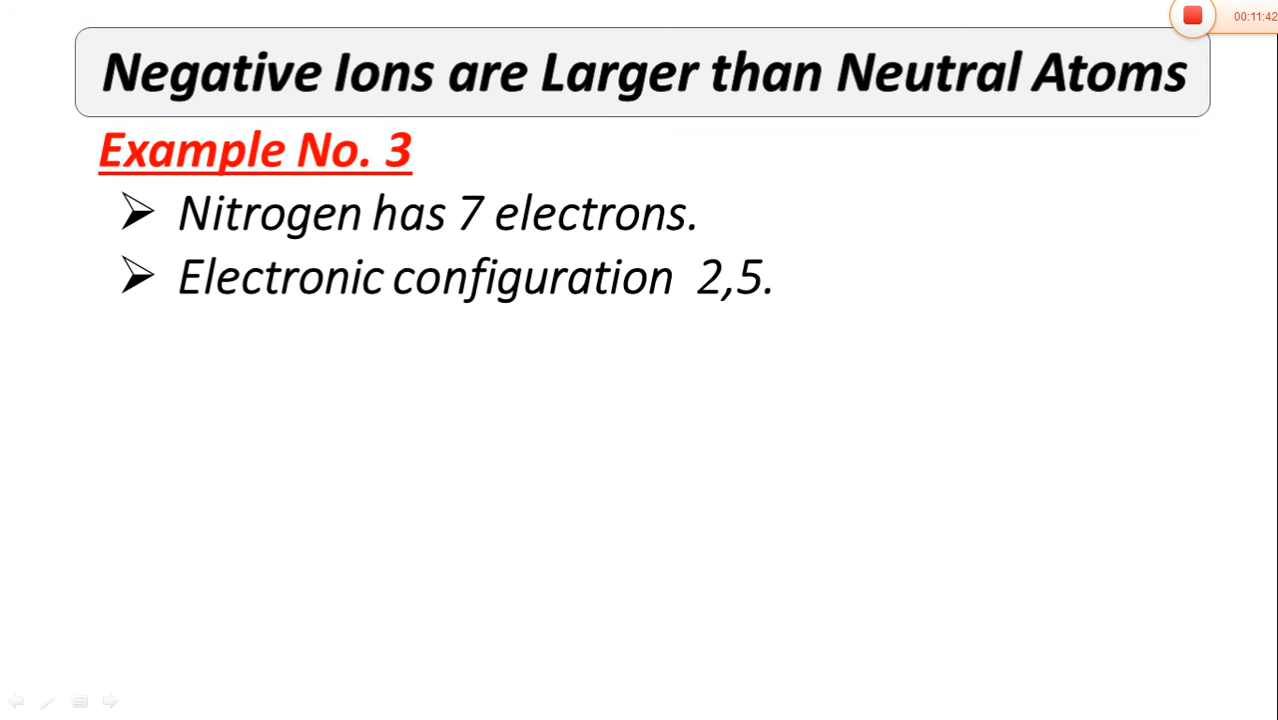 00:11:42
Negative Ions are Larger than Neutral Atoms
Example No. 3
➢ Nitrogen has 7 electrons.
➢ Electronic configuration 2,5.